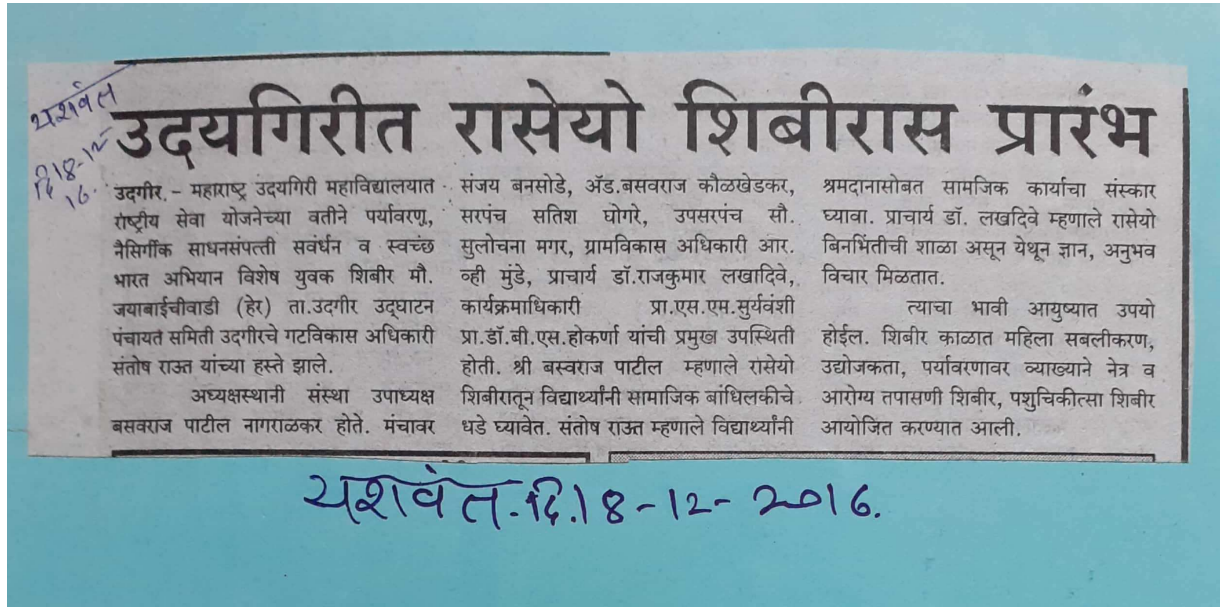 यशवंत
दि 18-12-
16.
उदयगिरीत रासेयो शिबीरास प्रारंभ
उदगीर.– महाराष्ट्र उदयगिरी महाविद्यालयात
राष्ट्रीय सेवा योजनेच्या वतीने पर्यावरण,
नैसिर्गीक साधनसंपत्ती सवंर्धन व स्वच्छं
भारत अभियान विशेष युवक शिबीर मौ.
जयाबाईचीवाडी (हेर) ता.उदगीर उद्घाटन
पंचायत समिती उदगीरचे गटविकास अधिकारी
संतोष राऊत यांच्या हस्ते झाले.
अध्यक्षस्थानी संस्था उपाध्यक्ष
बसवराज पाटील नागराळकर होते. मंचावर
संजय बनसोडे, ॲड.बसवराज कौळखेडकर,
सरपंच सतिश घोगरे, उपसरपंच सौ.
सुलोचना मगर, ग्रामविकास अधिकारी आर.
व्ही मुंडे, प्राचार्य डॉ.राजकुमार लखादिवे,
कार्यक्रमाधिकारी प्रा.एस.एस.सुर्यवंशी
प्रा.डॉ.बी.एस.होकर्णा यांची प्रमुख उपस्थिती
होती. श्री बस्वराज पाटील म्हणाले रासेयो
शिबीरातून विद्यार्थ्यांनी सामाजिक बांधिलकीचे
धडे घ्यावेत. संतोष राऊत म्हणाले विद्यार्थ्यांनी
श्रमदानासोबत सामजिक कार्याचा संस्कार
घ्यावा. प्राचार्य डॉ. लखदिवे म्हणाले रासेयो
बिनभिंतीची शाळा असून येथून ज्ञान, अनुभव
विचार मिळतात.
त्याचा भावी आयुष्यात उपयो
होईल. शिबीर काळात महिला सबलीकरण,
उद्योजकता, पर्यावरणावर व्याख्याने नेत्र व
आरोग्य तपासणी शिबीर, पशुचिकीत्सा शिबीर
आयोजित करण्यात आली.
यशवंत. दि.18-12-2016.